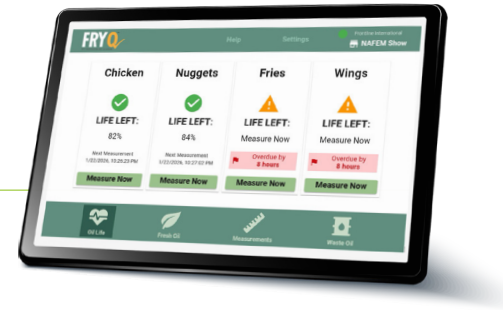 FRYQ
Help
Settings
Frontline International
NAFEM Show
Chicken
LIFE LEFT:
82%
Next Measurement
1/22/2026, 10:26:23 PM
Measure Now
Nuggets
LIFE LEFT:
84%
Next Measurement
1/22/2026, 10:27:02 PM
Measure Now
Fries
LIFE LEFT:
Measure Now
Overdue by
8 hours
Measure Now
Wings
LIFE LEFT:
Measure Now
Overdue by
8 hours
Measure Now
Oil Life
Fresh Oil
Measurements
Waste Oil